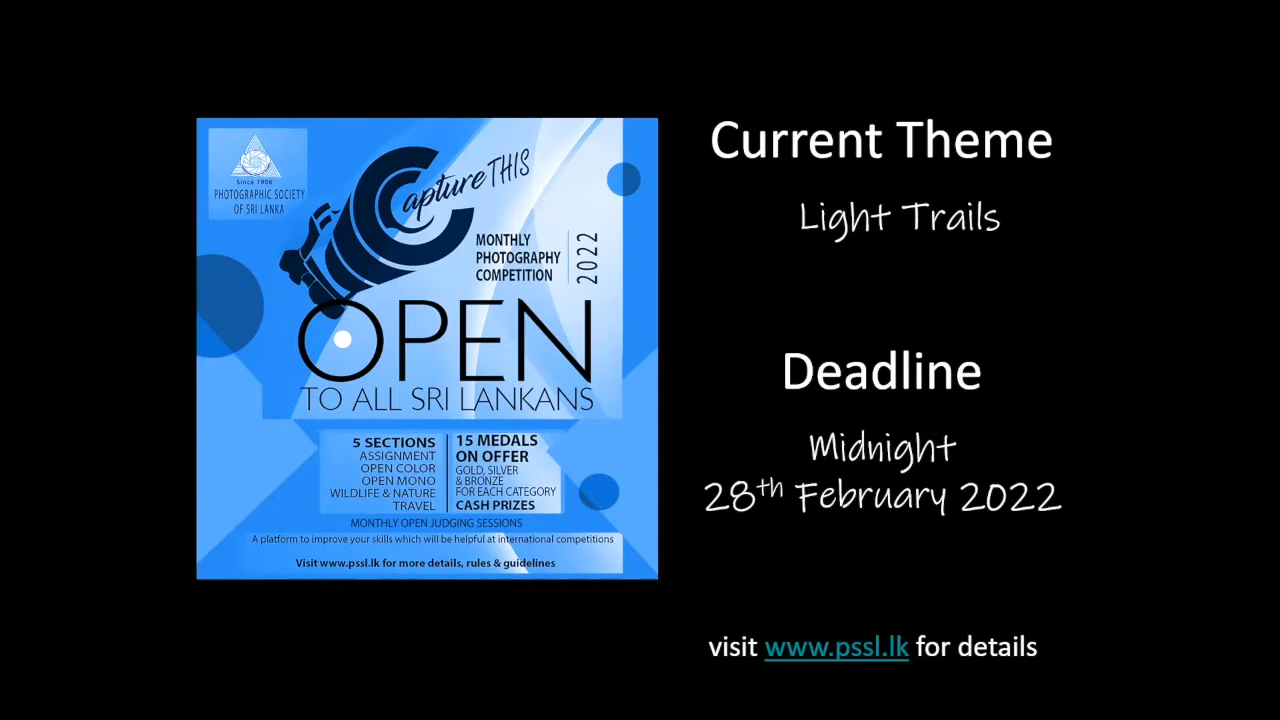 Since 1906
PHOTOGRAPHIC SOCIETY
OF SRI LANKA
Capture THIS
MONTHLY
PHOTOGRAPHY
COMPETITION
2022
OPEN
TO ALL SRI LANKANS
5 SECTIONS
ASSIGNMENT
OPEN COLOR
OPEN MONO
WILDLIFE & NATURE
TRAVEL
15 MEDALS
ON OFFER
GOLD, SILVER
& BRONZE
FOR EACH CATEGORY
CASH PRIZES
MONTHLY OPEN JUDGING SESSIONS
A platform to improve your skills which will be helpful at international competitions
Visit www.pssl.lk for more details, rules & guidelines
Current Theme
Light Trails
Deadline
Midnight
28th February 2022
visit www.pssl.lk for details